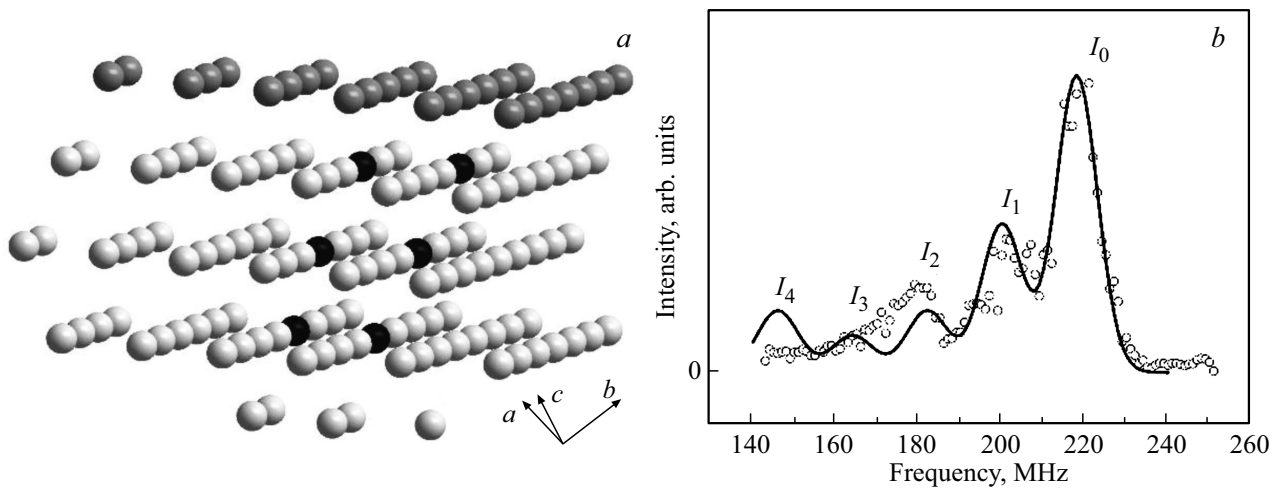 a
b
I0
I1
I2
I3
I4
Intensity, arb. units
0
a
c
b
140 160 180 200 220 240 260
Frequency, MHz